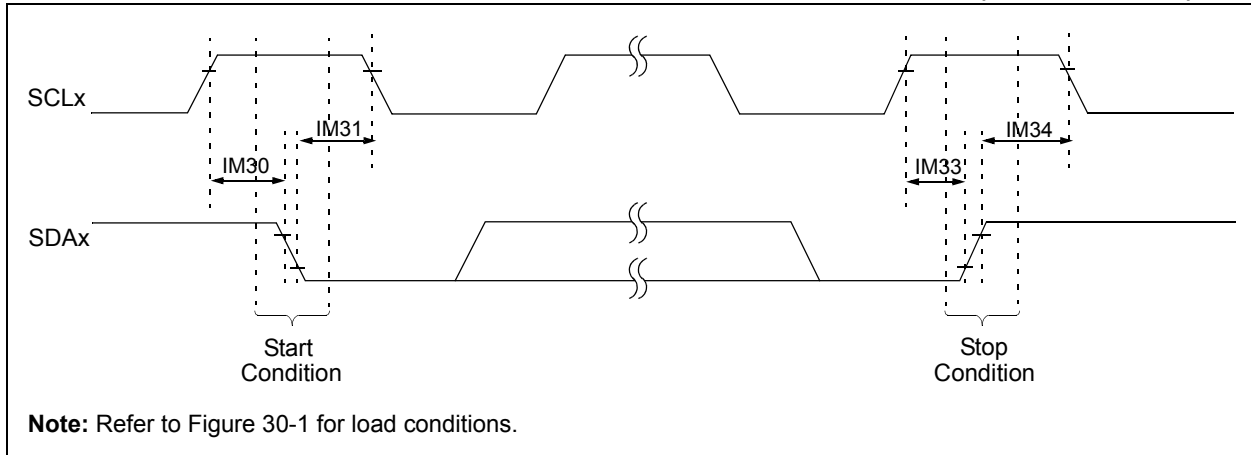 SCLx
IM31
IM34
IM30
IM33
SDAx
Start
Condition
Stop
Condition
Note: Refer to Figure 30-1 for load conditions.